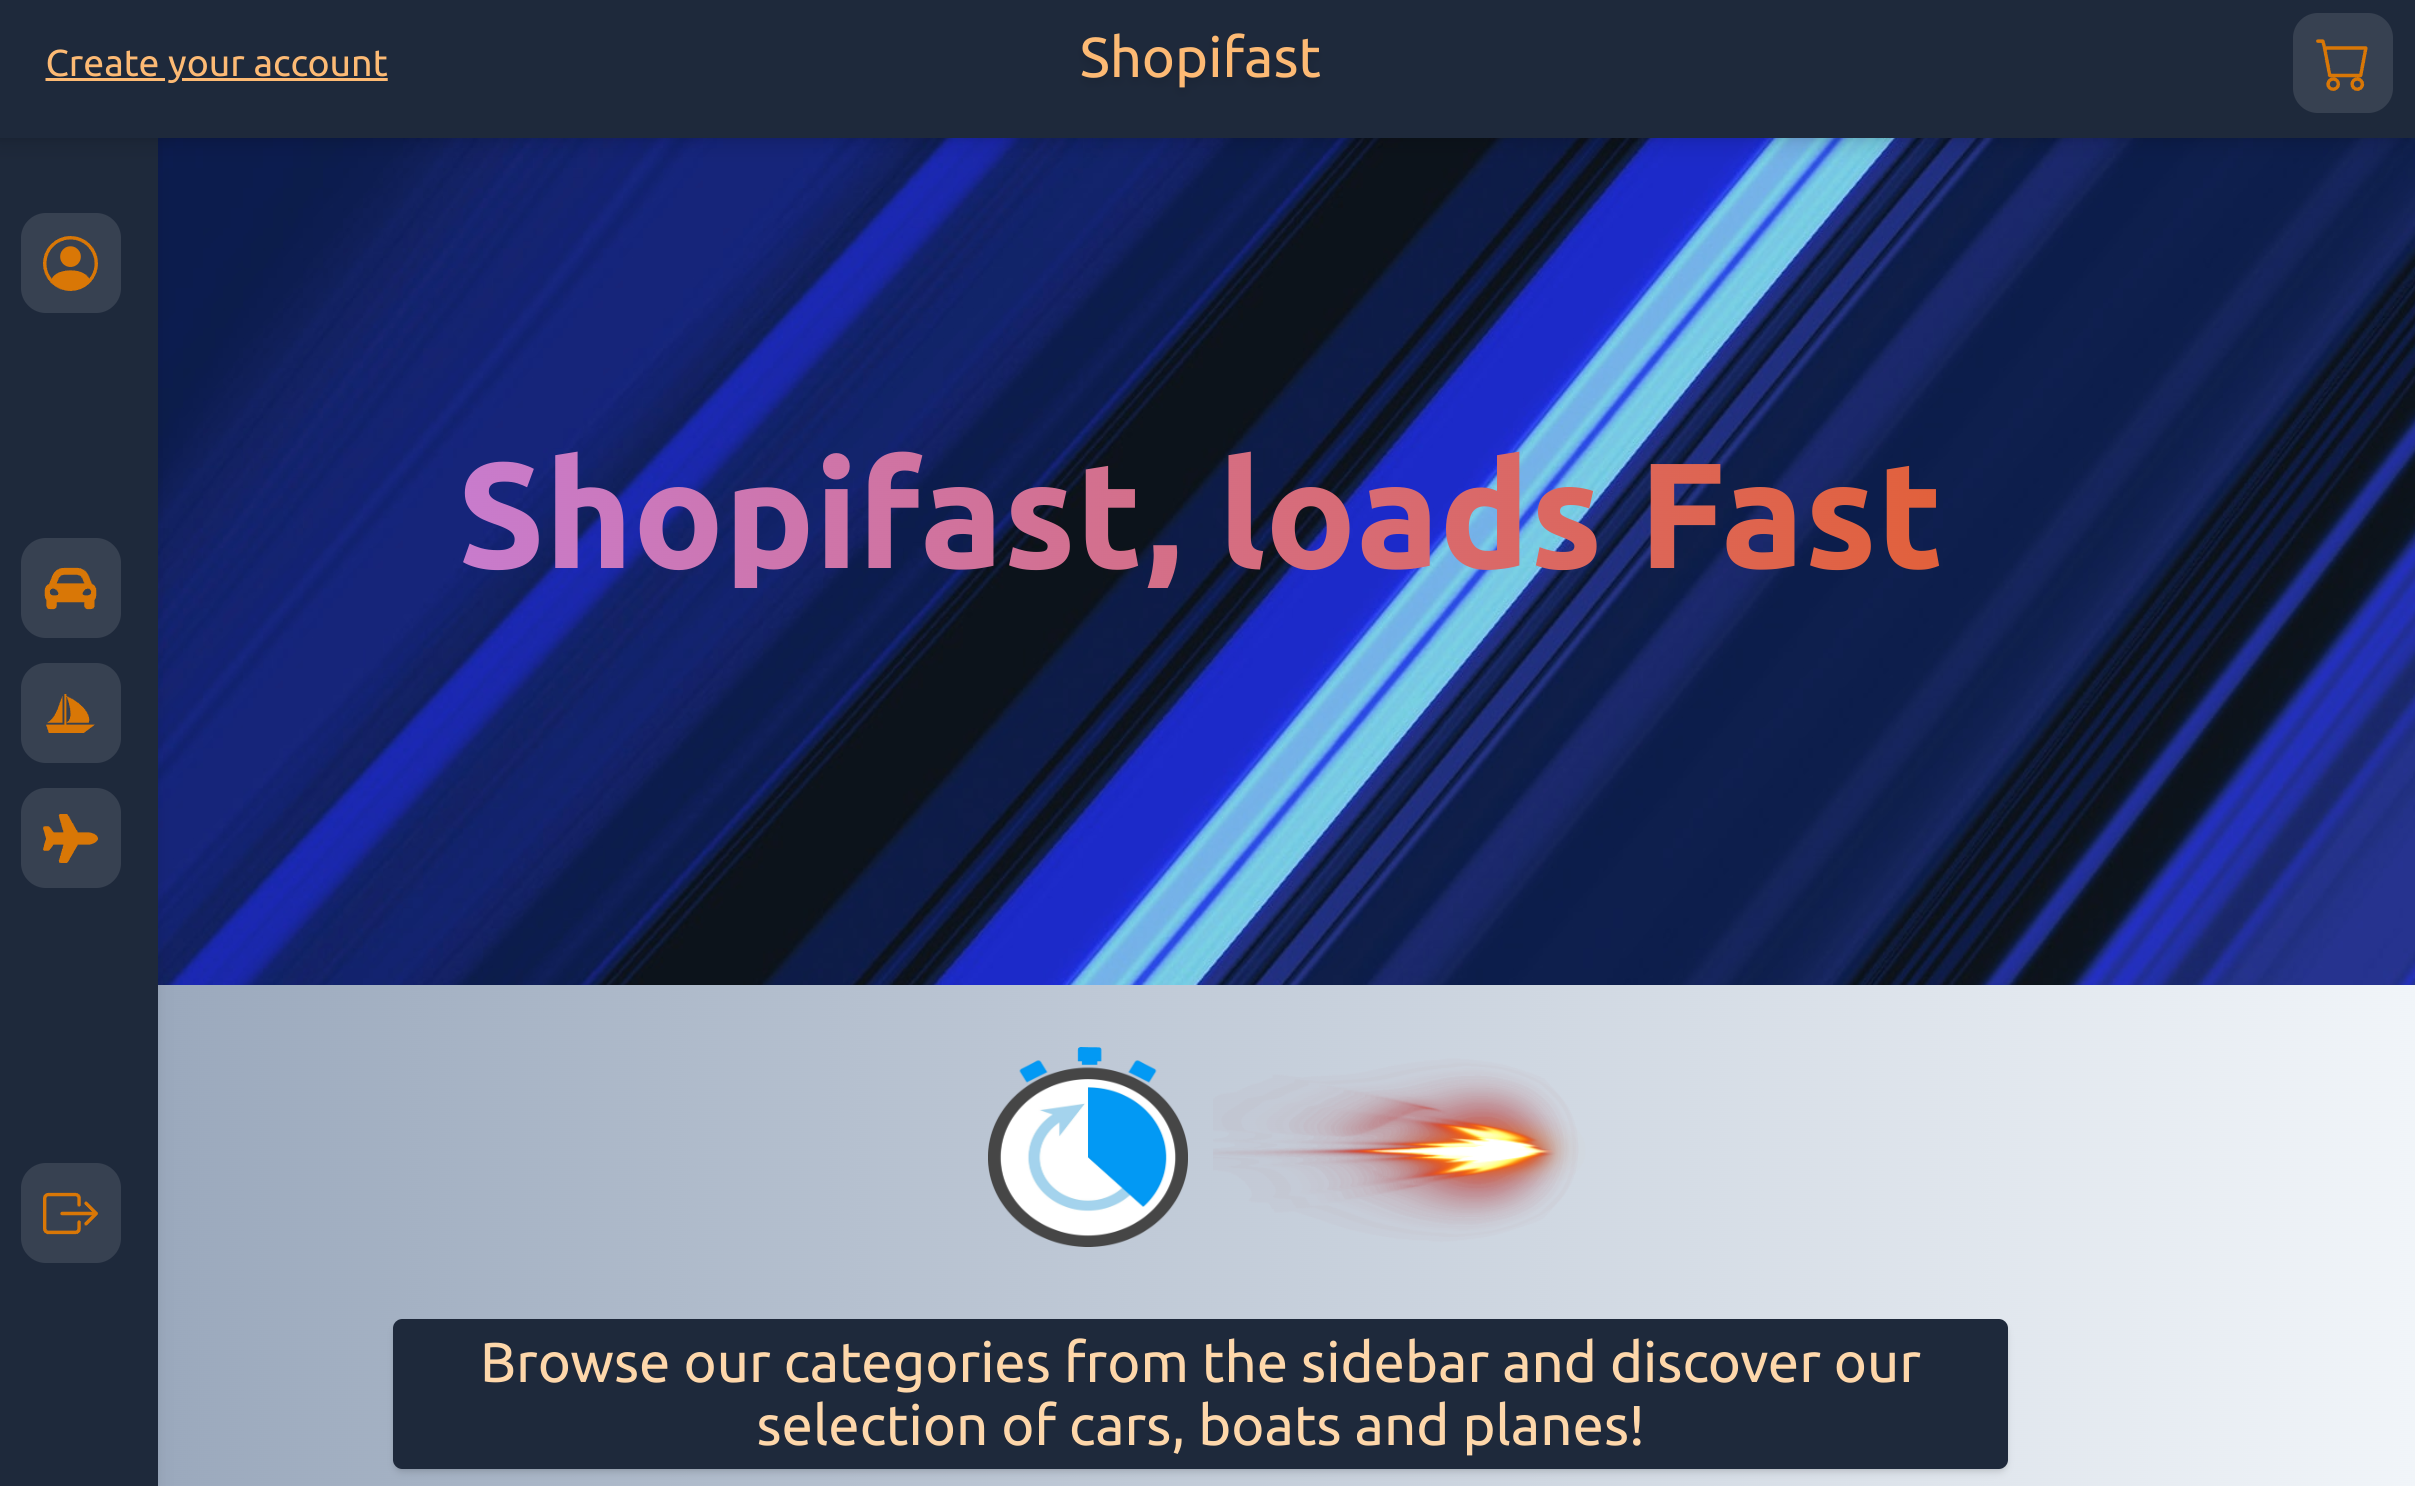 Create your account
Shopifast
Shopifast, loads Fast
Browse our categories from the sidebar and discover our
selection of cars, boats and planes!